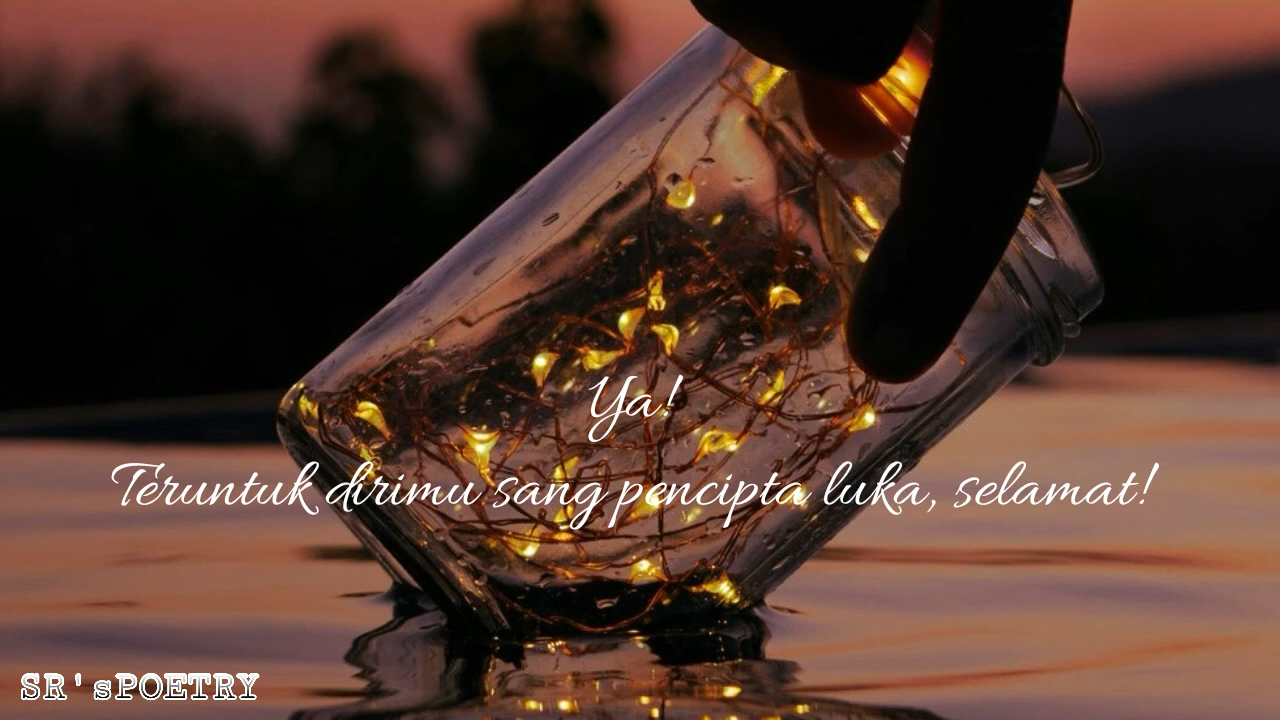 Ya!
Teruntuk dirimu sang pencipta luka, selamat!
SR'sPOETRY